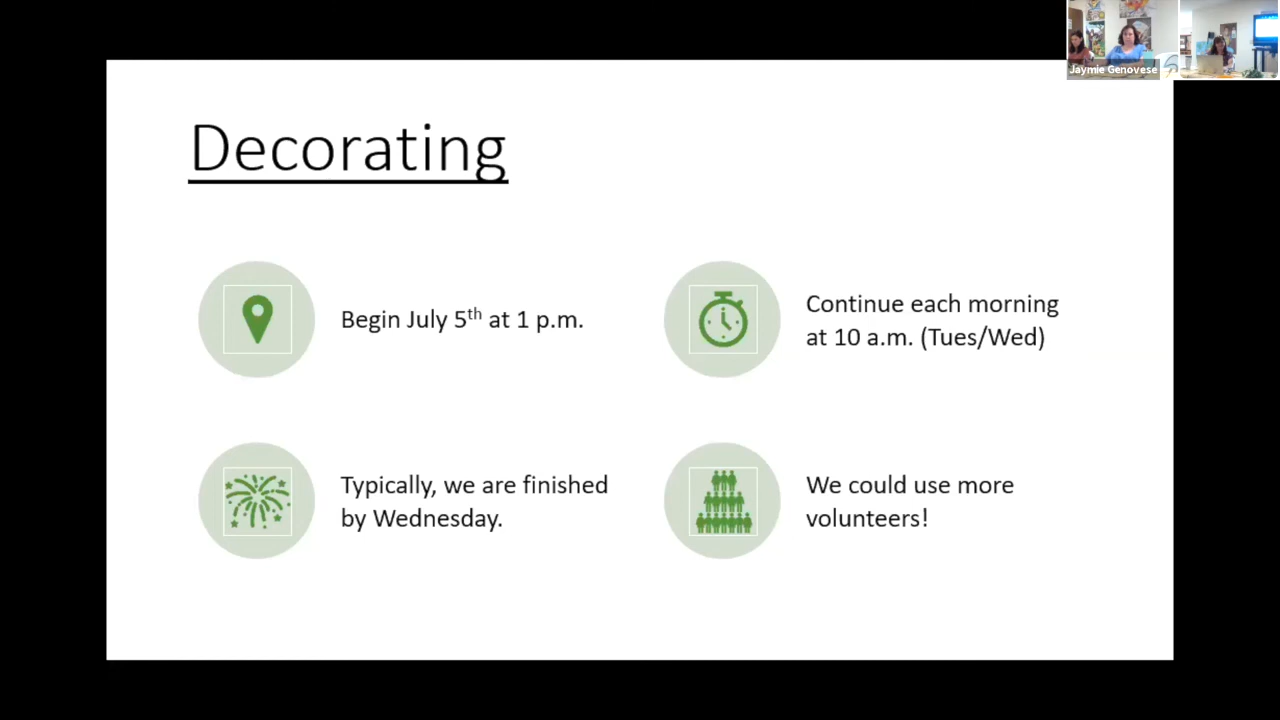 Jaymie Genovese
Decorating
Begin July 5th at 1 p.m.
Continue each morning
at 10 a.m. (Tues/Wed)
Typically, we are finished
by Wednesday.
We could use more
volunteers!